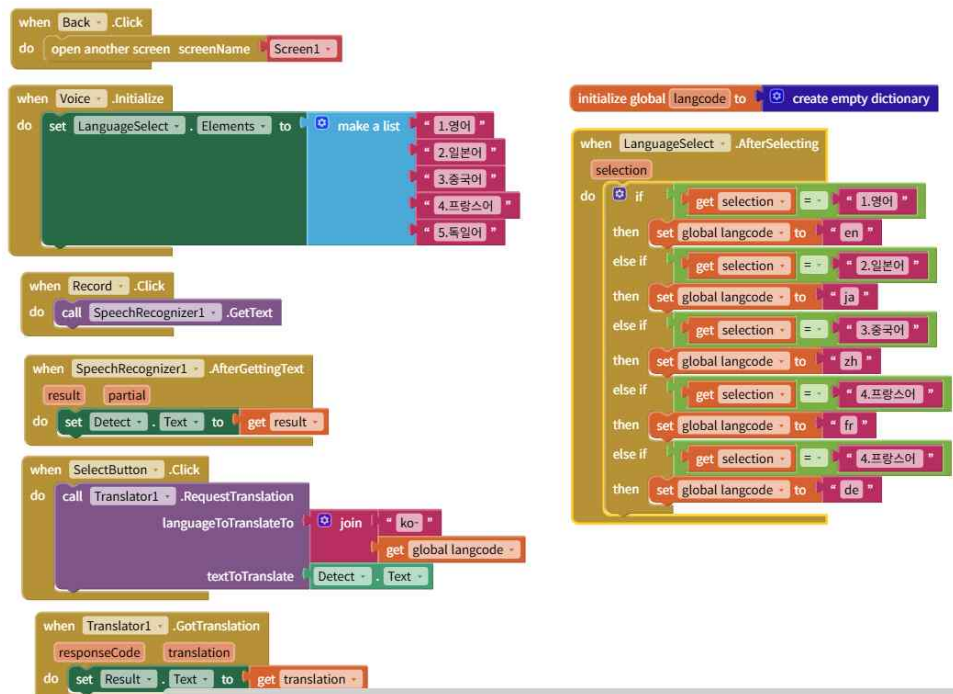 when Back .Click
do open another screen screenName Screen1
when Voice .Initialize
do set LanguageSelect . Elements to make a list " 1.영어 "
" 2.일본어 "
" 3.중국어 "
" 4.프랑스어 "
" 5.독일어 "
when Record .Click
do call SpeechRecognizer1 .GetText
when SpeechRecognizer1 .AfterGettingText
result partial
do set Detect . Text to get result
when SelectButton .Click
do call Translator1 .RequestTranslation
languageToTranslateTo join " ko- "
get global langcode
textToTranslate Detect . Text
when Translator1 .GotTranslation
responseCode translation
do set Result . Text to get translation
initialize global langcode to create empty dictionary
when LanguageSelect .AfterSelecting
selection
do if get selection = " 1.영어 "
then set global langcode to " en "
else if get selection = " 2.일본어 "
then set global langcode to " ja "
else if get selection = " 3.중국어 "
then set global langcode to " zh "
else if get selection = " 4.프랑스어 "
then set global langcode to " fr "
else if get selection = " 4.프랑스어 "
then set global langcode to " de "